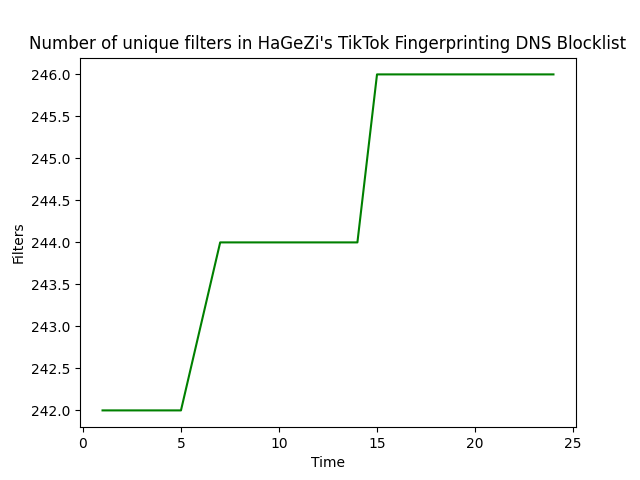 Number of unique filters in HaGeZi's TikTok Fingerprinting DNS Blocklist
246.0
245.5
245.0
244.5
244.0
243.5
243.0
242.5
242.0
Filters
0 5 10 15 20 25
Time